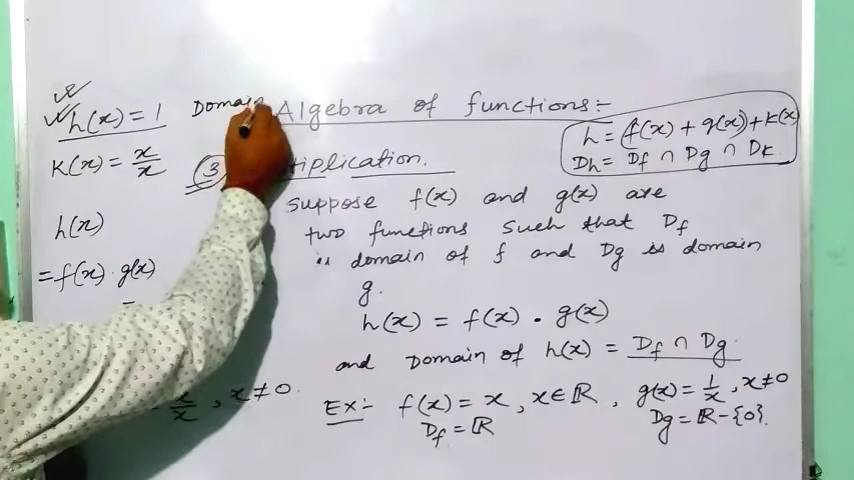 Algebra of functions:-
h(x) = 1 Domain
K(x) = x/x
h = (f(x) + g(x)) + K(x)
Dh = Df ∩ Dg ∩ Dk
③ tiplication.
Suppose f(x) and g(x) are
two functions such that Df
is domain of f and Dg is domain
g.
h(x) = f(x) . g(x)
and Domain of h(x) = Df ∩ Dg.
Ex:- f(x) = x , x ∈ ℝ , g(x) = 1/x , x ≠ 0
Df = ℝ Dg = ℝ - {0}.
h(x)
= f(x) . g(x)
=
= x/x , x ≠ 0.